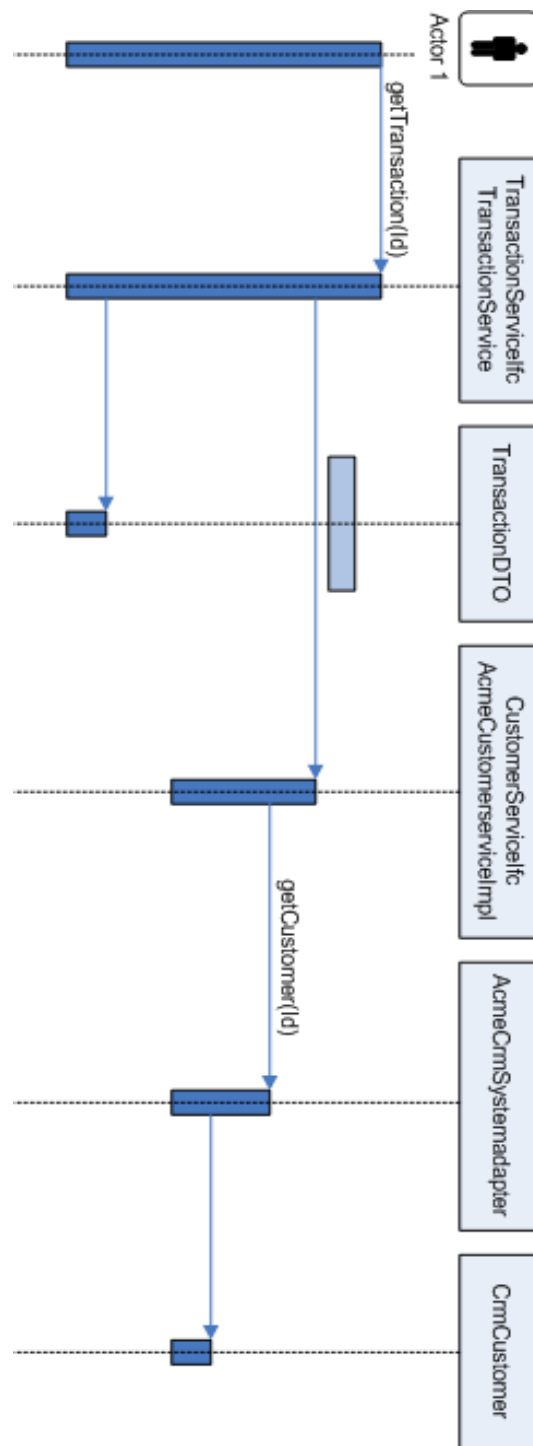 Actor 1
TransactionServiceIfc
TransactionService
TransactionDTO
CustomerServiceIfc
AcmeCustomerserviceImpl
AcmeCrmSystemadapter
CrmCustomer
getTransaction(Id)
getCustomer(Id)